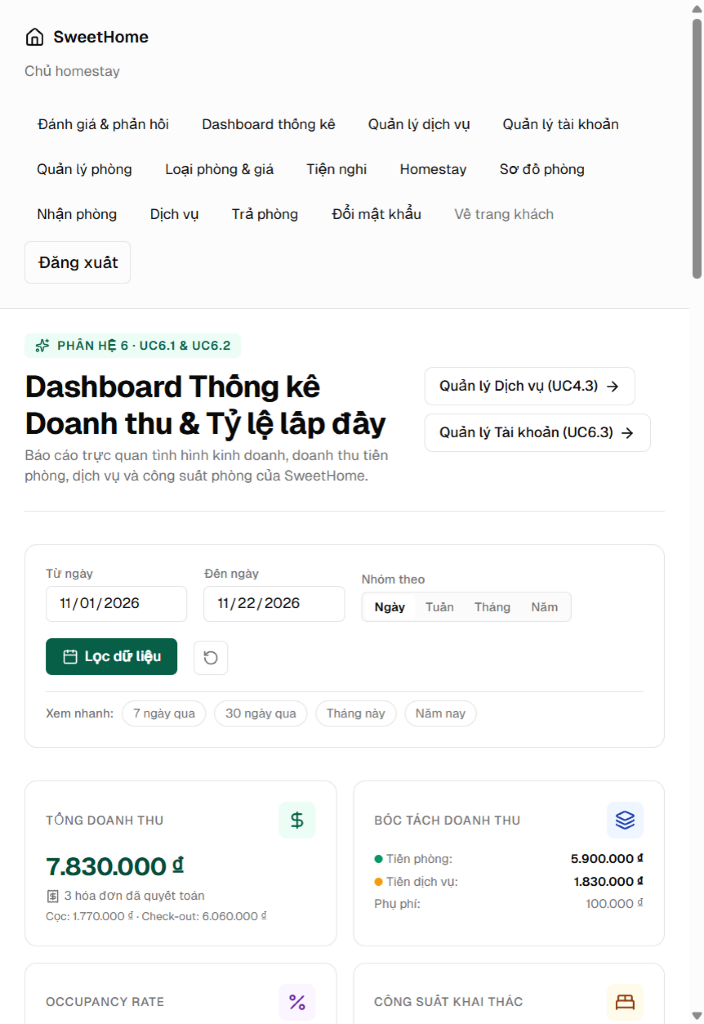 SweetHome
Chủ homestay
Đánh giá & phản hồi Dashboard thống kê Quản lý dịch vụ Quản lý tài khoản
Quản lý phòng Loại phòng & giá Tiện nghi Homestay Sơ đồ phòng
Nhận phòng Dịch vụ Trả phòng Đổi mật khẩu Về trang khách
Đăng xuất
PHÂN HỆ 6 · UC6.1 & UC6.2
Dashboard Thống kê
Doanh thu & Tỷ lệ lấp đầy
Báo cáo trực quan tình hình kinh doanh, doanh thu tiền
phòng, dịch vụ và công suất phòng của SweetHome.
Quản lý Dịch vụ (UC4.3) →
Quản lý Tài khoản (UC6.3) →
Từ ngày Đến ngày Nhóm theo
11/01/2026 11/22/2026 Ngày Tuần Tháng Năm
Lọc dữ liệu
Xem nhanh: 7 ngày qua 30 ngày qua Tháng này Năm nay
TỔNG DOANH THU
7.830.000 ₫
3 hóa đơn đã quyết toán
Cọc: 1.770.000 ₫ · Check-out: 6.060.000 ₫
BÓC TÁCH DOANH THU
Tiền phòng: 5.900.000 ₫
Tiền dịch vụ: 1.830.000 ₫
Phụ phí: 100.000 ₫
OCCUPANCY RATE
CÔNG SUẤT KHAI THÁC